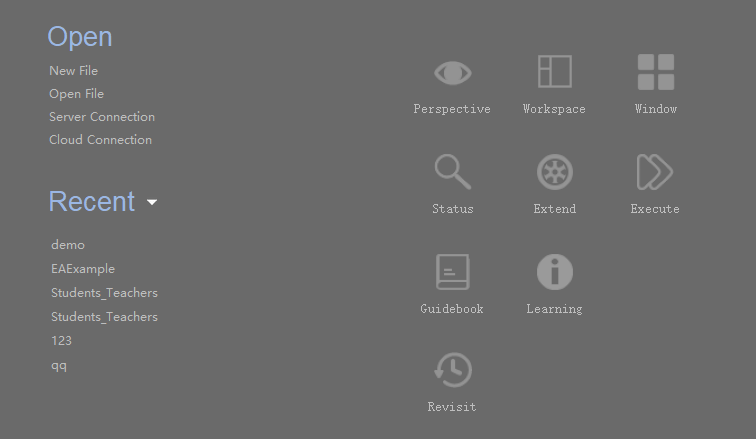 Open
New File
Open File
Server Connection
Cloud Connection
Recent
demo
EAExample
Students_Teachers
Students_Teachers
123
qq
Perspective
Workspace
Window
Status
Extend
Execute
Guidebook
Learning
Revisit